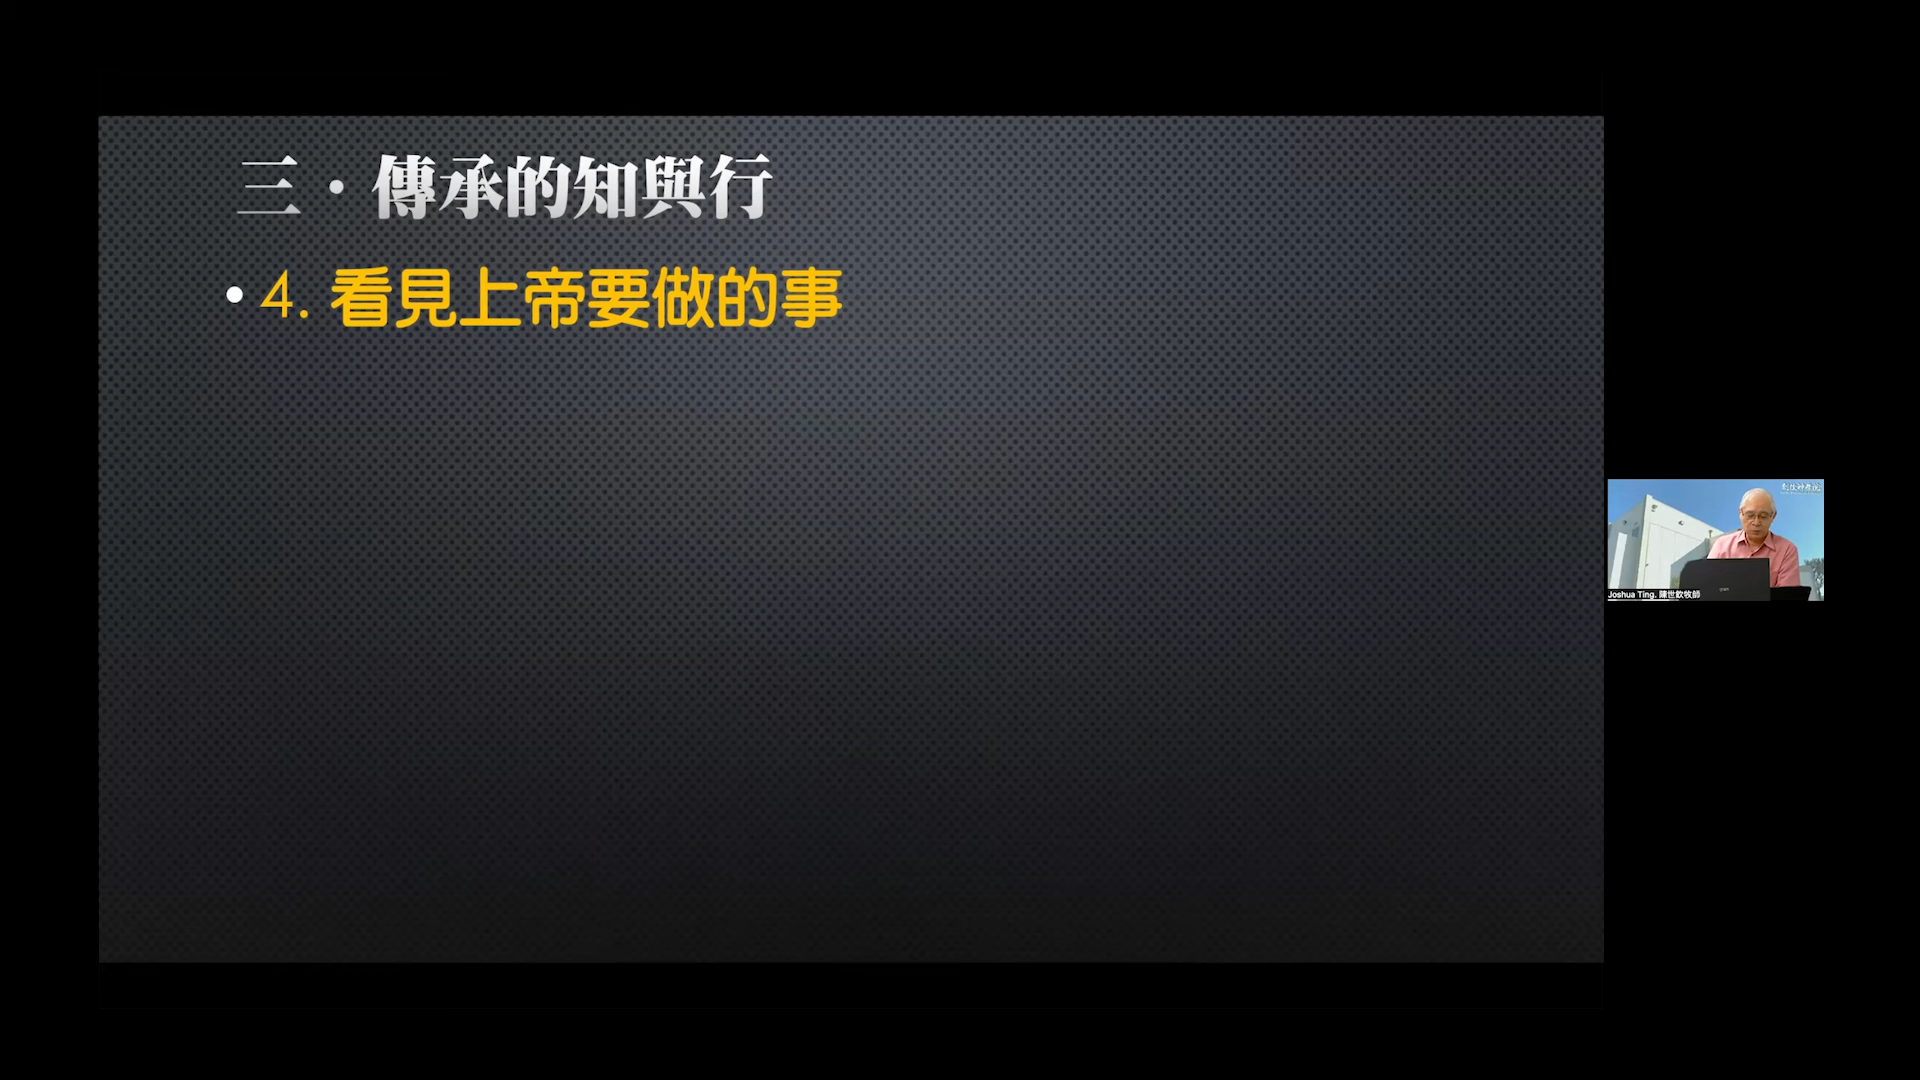 三·傳承的知與行
• 4. 看見上帝要做的事
Joshua Ting, 陳世欽牧師
gram